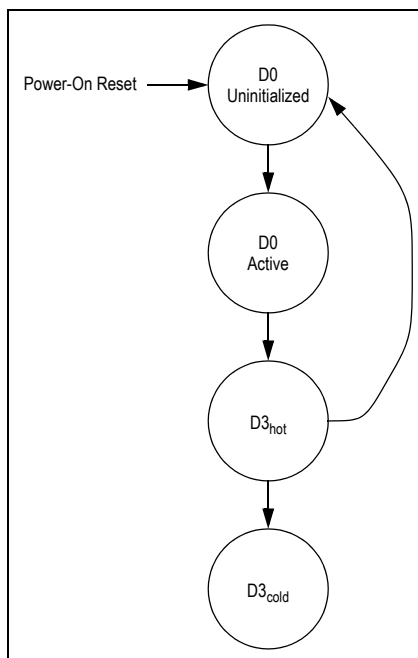 Power-On Reset
D0
Uninitialized
D0
Active
D3hot
D3cold